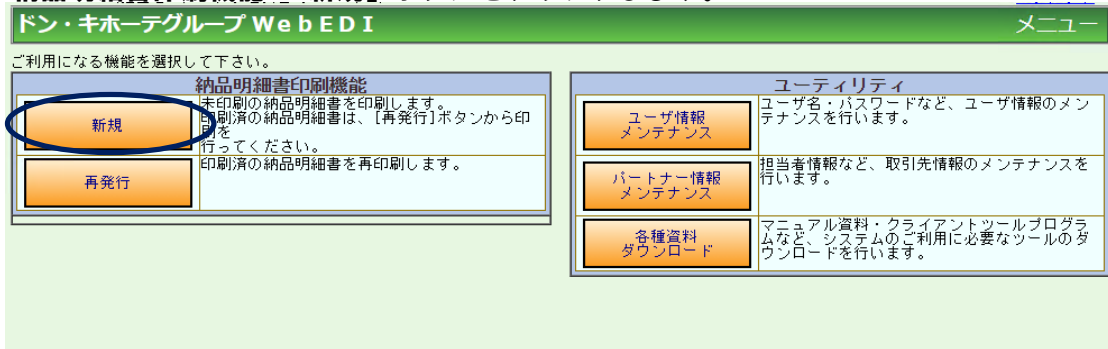 ドン・キホーテグループ WebEDI
メニュー
ご利用になる機能を選択して下さい。
納品明細書印刷機能
新規
未印刷の納品明細書を印刷します。
印刷済の納品明細書は、[再発行]ボタンから印
刷を
行ってください。
再発行
印刷済の納品明細書を再印刷します。
ユーティリティ
ユーザ情報
メンテナンス
ユーザ名・パスワードなど、ユーザ情報のメン
テナンスを行います。
パートナー情報
メンテナンス
担当者情報など、取引先情報のメンテナンスを
行います。
各種資料
ダウンロード
マニュアル資料・クライアントツールプログラ
ムなど、システムのご利用に必要なツールのダ
ウンロードを行います。